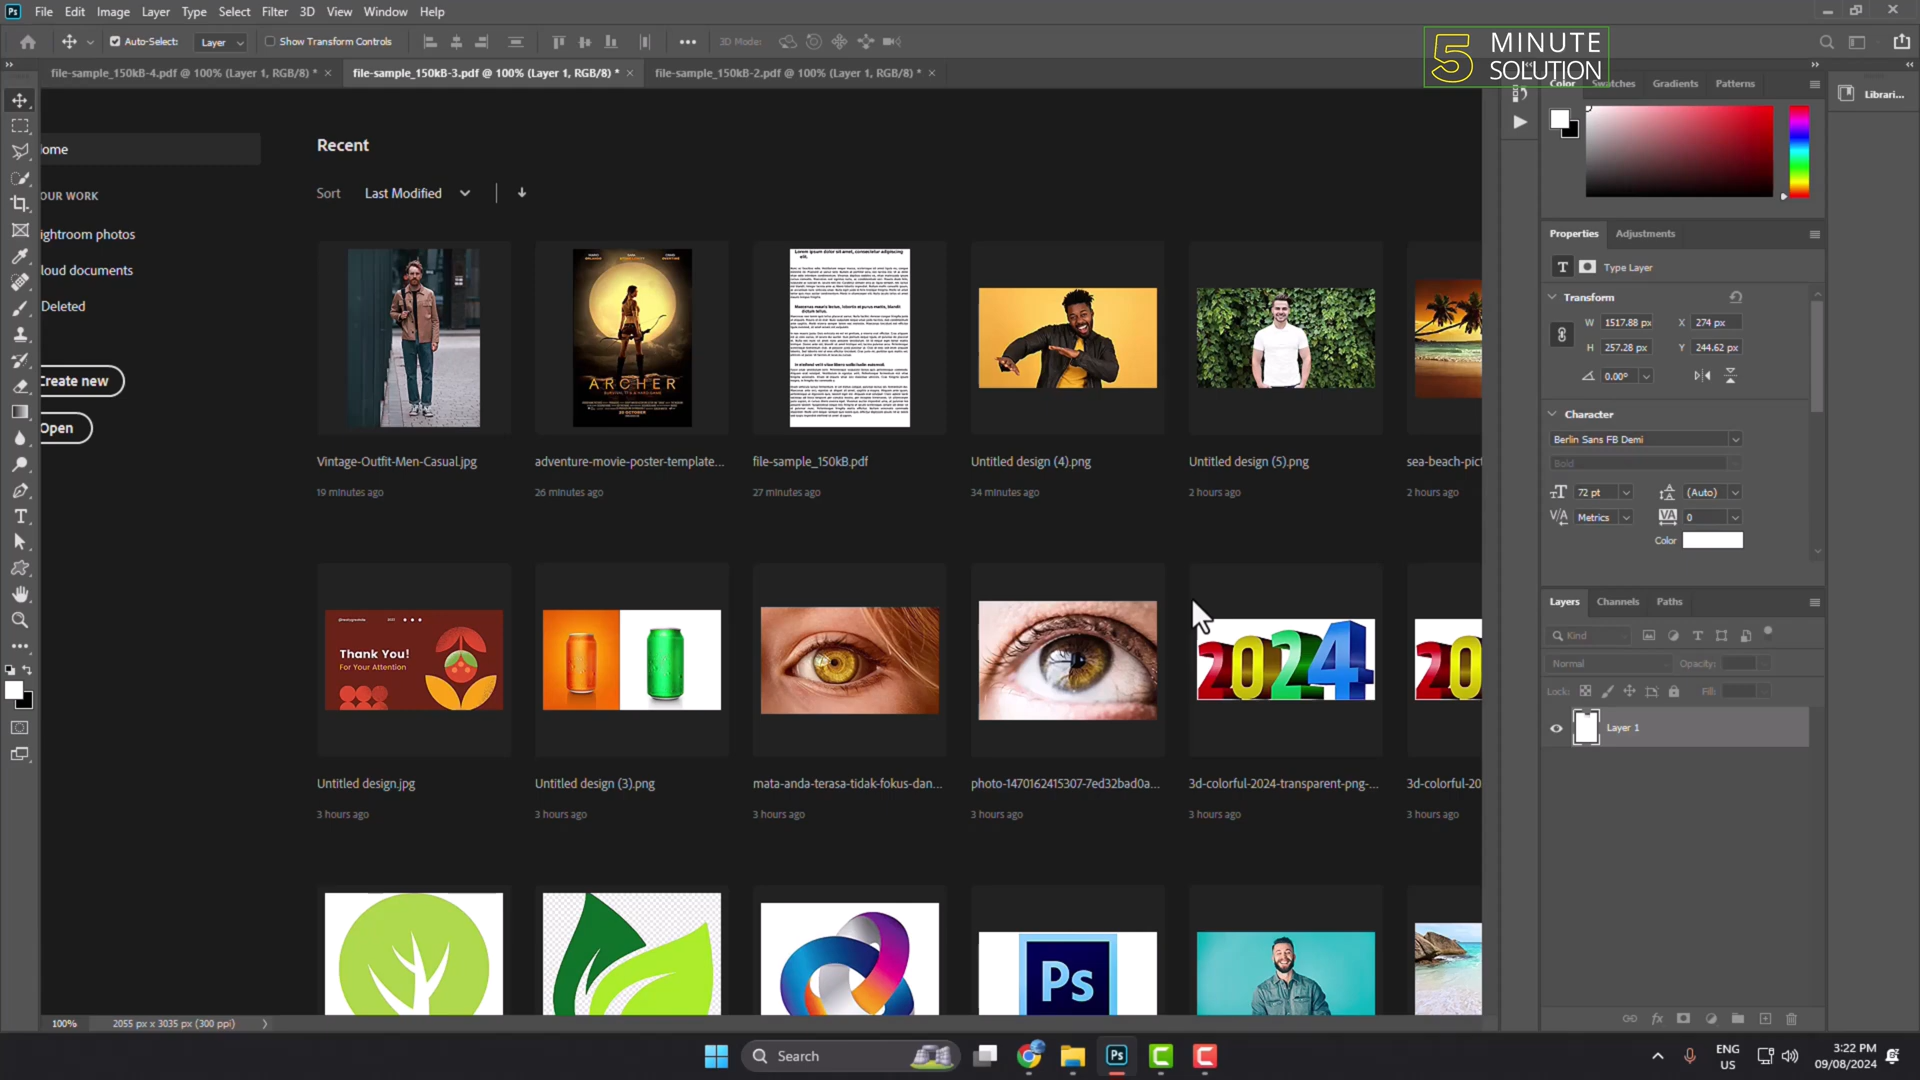 Ps File Edit Image Layer Type Select Filter 3D View Window Help
Auto-Select: Layer Show Transform Controls 3D Mode:
5 MINUTE
SOLUTION
file-sample_150kB-4.pdf @ 100% (Layer 1, RGB/8) * × file-sample_150kB-3.pdf @ 100% (Layer 1, RGB/8) * × file-sample_150kB-2.pdf @ 100% (Layer 1, RGB/8) * ×
Color Swatches Gradients Patterns
Librari...
ome
OUR WORK
ightroom photos
loud documents
Deleted
Create new
Open
Recent
Sort Last Modified
ARCHER
Vintage-Outfit-Men-Casual.jpg adventure-movie-poster-template... file-sample_150kB.pdf Untitled design (4).png Untitled design (5).png sea-beach-pict
19 minutes ago 26 minutes ago 27 minutes ago 34 minutes ago 2 hours ago 2 hours ago
Thank You!
For Your Attention
2024
20
Untitled design.jpg Untitled design (3).png mata-anda-terasa-tidak-fokus-dan... photo-1470162415307-7ed32bad0a... 3d-colorful-2024-transparent-png-... 3d-colorful-20
3 hours ago 3 hours ago 3 hours ago 3 hours ago 3 hours ago 3 hours ago
Ps
Properties Adjustments
T Type Layer
Transform
W 1517.88 px X 274 px
H 257.28 px Y 244.62 px
0.00°
Character
Berlin Sans FB Demi
Bold
72 pt (Auto)
Metrics 0
Color
Layers Channels Paths
Kind
Normal Opacity:
Lock: Fill:
Layer 1
100% 2055 px x 3035 px (300 ppi)
Search
Ps
ENG
US
3:22 PM
09/08/2024